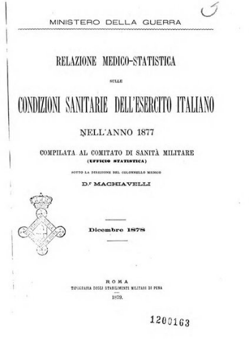 MINISTERO DELLA GUERRA
RELAZIONE MEDICO-STATISTICA
SULLE
CONDIZIONI SANITARIE DELL'ESERCITO ITALIANO
NELL'ANNO 1877
COMPILATA AL COMITATO DI SANITÀ MILITARE
(UFFICIO STATISTICA)
SOTTO LA DIREZIONE DEL COLONNELLO MEDICO
Dr MACHIAVELLI
Dicembre 1878
ROMA
TIPOGRAFIA DEGLI STABILIMENTI MILITARI DI PENA
1879.
1200163